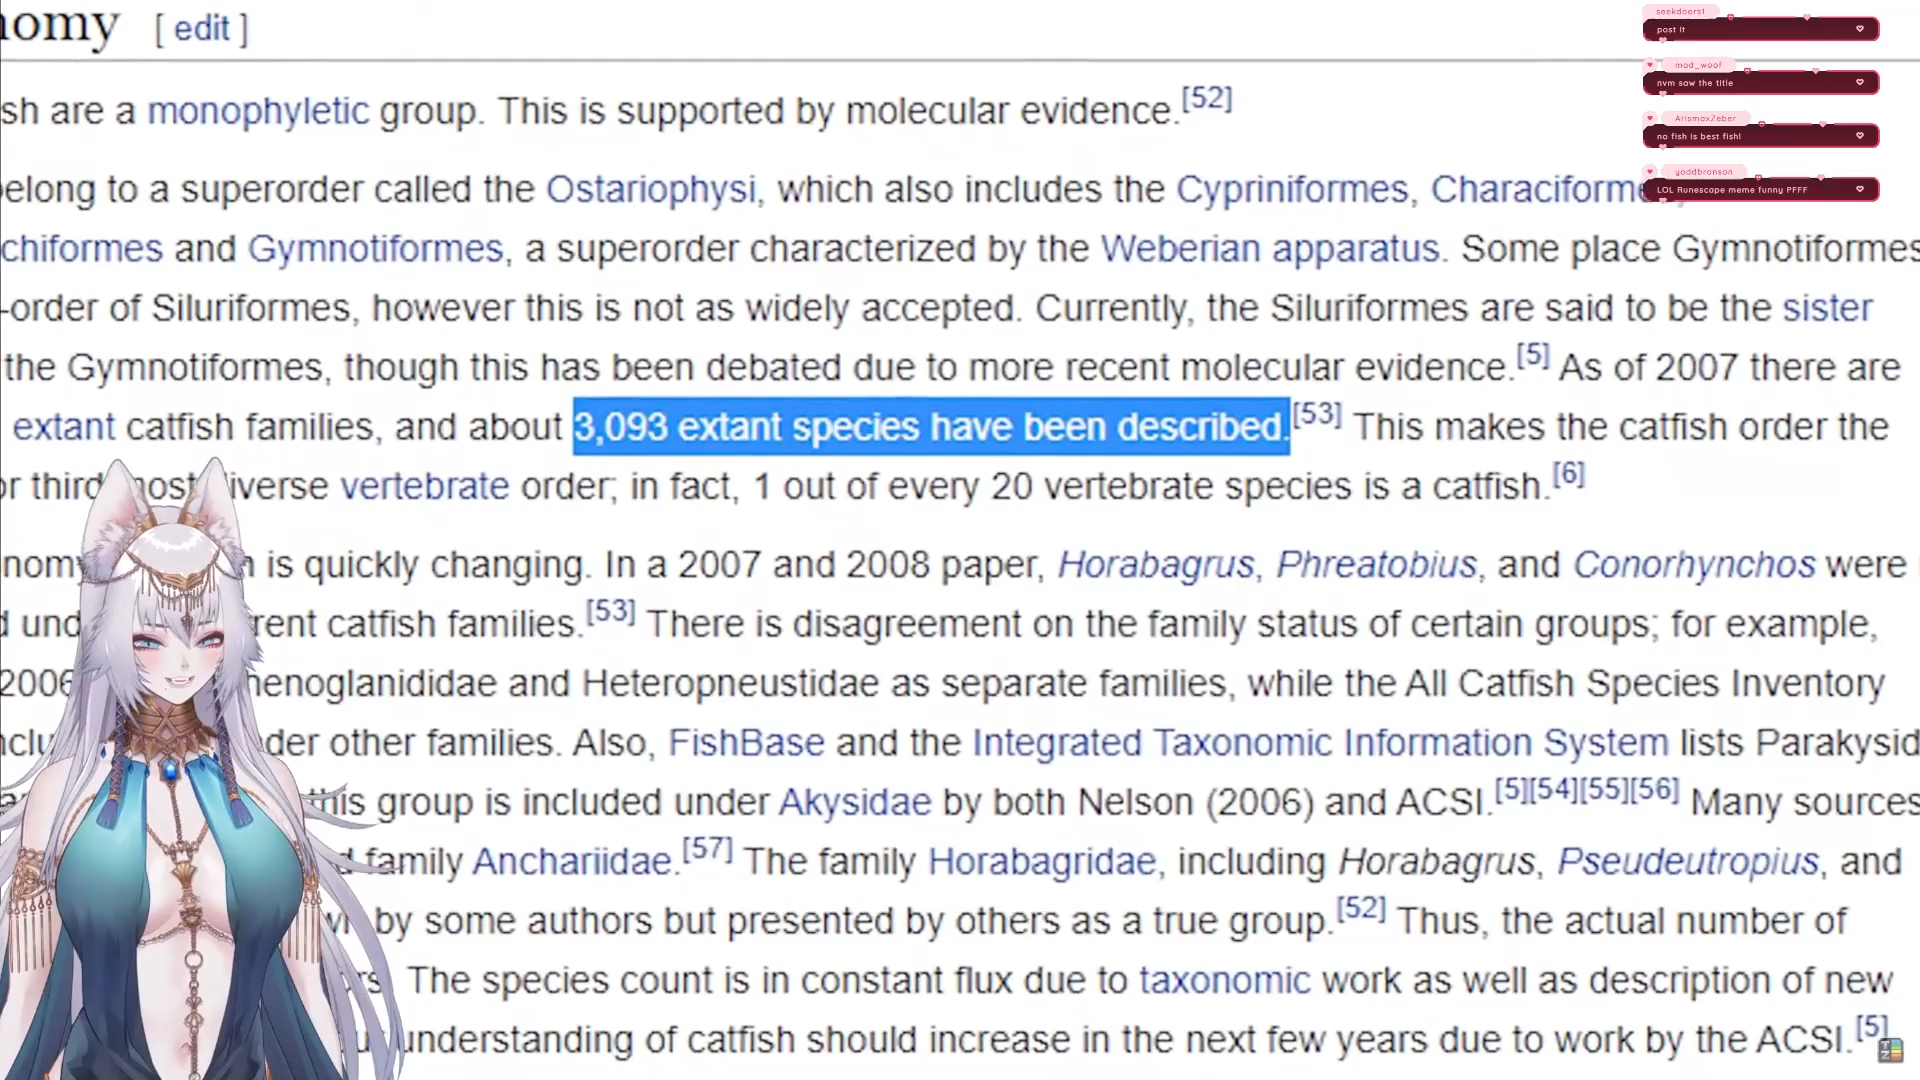 nomy [ edit ]
sh are a monophyletic group. This is supported by molecular evidence.[52]
elong to a superorder called the Ostariophysi, which also includes the Cypriniformes, Characiforme
chiformes and Gymnotiformes, a superorder characterized by the Weberian apparatus. Some place Gymnotiformes
-order of Siluriformes, however this is not as widely accepted. Currently, the Siluriformes are said to be the sister
the Gymnotiformes, though this has been debated due to more recent molecular evidence.[5] As of 2007 there are
extant catfish families, and about 3,093 extant species have been described.[53] This makes the catfish order the
or third most diverse vertebrate order; in fact, 1 out of every 20 vertebrate species is a catfish.[6]
nomy is quickly changing. In a 2007 and 2008 paper, Horabagrus, Phreatobius, and Conorhynchos were
d und rent catfish families.[53] There is disagreement on the family status of certain groups; for example,
2006 henoglanididae and Heteropneustidae as separate families, while the All Catfish Species Inventory
nclu der other families. Also, FishBase and the Integrated Taxonomic Information System lists Parakysid
this group is included under Akysidae by both Nelson (2006) and ACSI.[5][54][55][56] Many sources
d family Anchariidae.[57] The family Horabagridae, including Horabagrus, Pseudeutropius, and
by some authors but presented by others as a true group.[52] Thus, the actual number of
rs. The species count is in constant flux due to taxonomic work as well as description of new
understanding of catfish should increase in the next few years due to work by the ACSI.[5]
seekdoors1
post it
mad_woof
nvm saw the title
ArismaxZeber
no fish is best fish!
yoddbronson
LOL Runescape meme funny PFFF